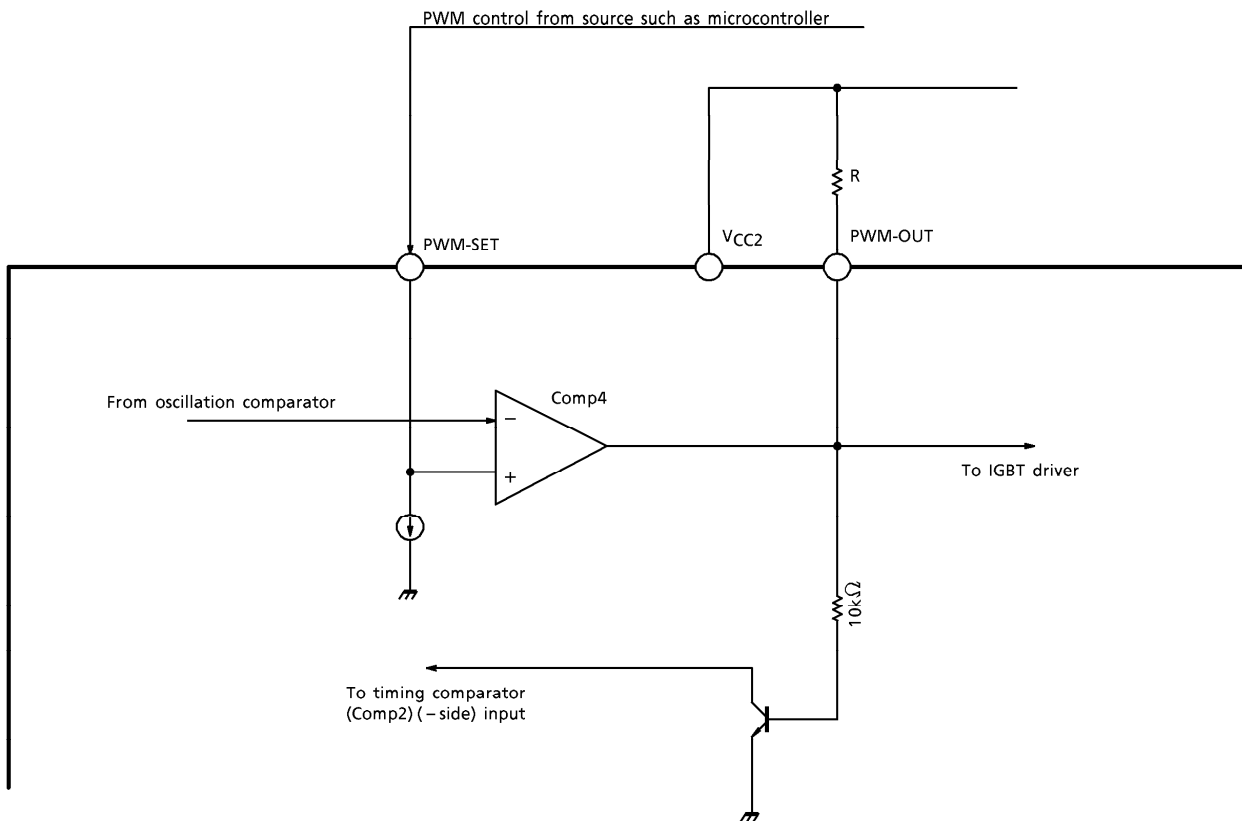 PWM control from source such as microcontroller
R
PWM-SET
VCC2
PWM-OUT
From oscillation comparator
Comp4
−
+
To IGBT driver
10kΩ
To timing comparator
(Comp2) (−side) input